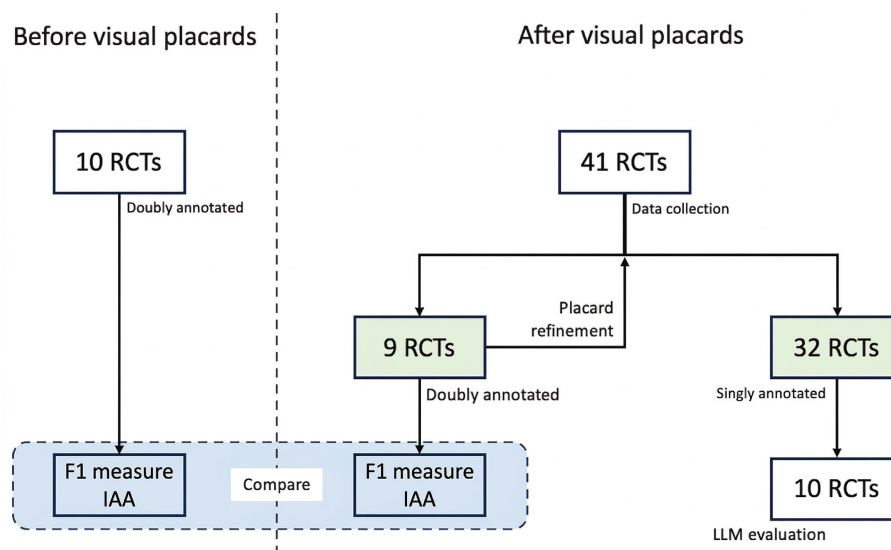 Before visual placards
After visual placards
10 RCTs
Doubly annotated
41 RCTs
Data collection
Placard
refinement
9 RCTs
Doubly annotated
32 RCTs
Singly annotated
F1 measure
IAA
Compare
F1 measure
IAA
10 RCTs
LLM evaluation